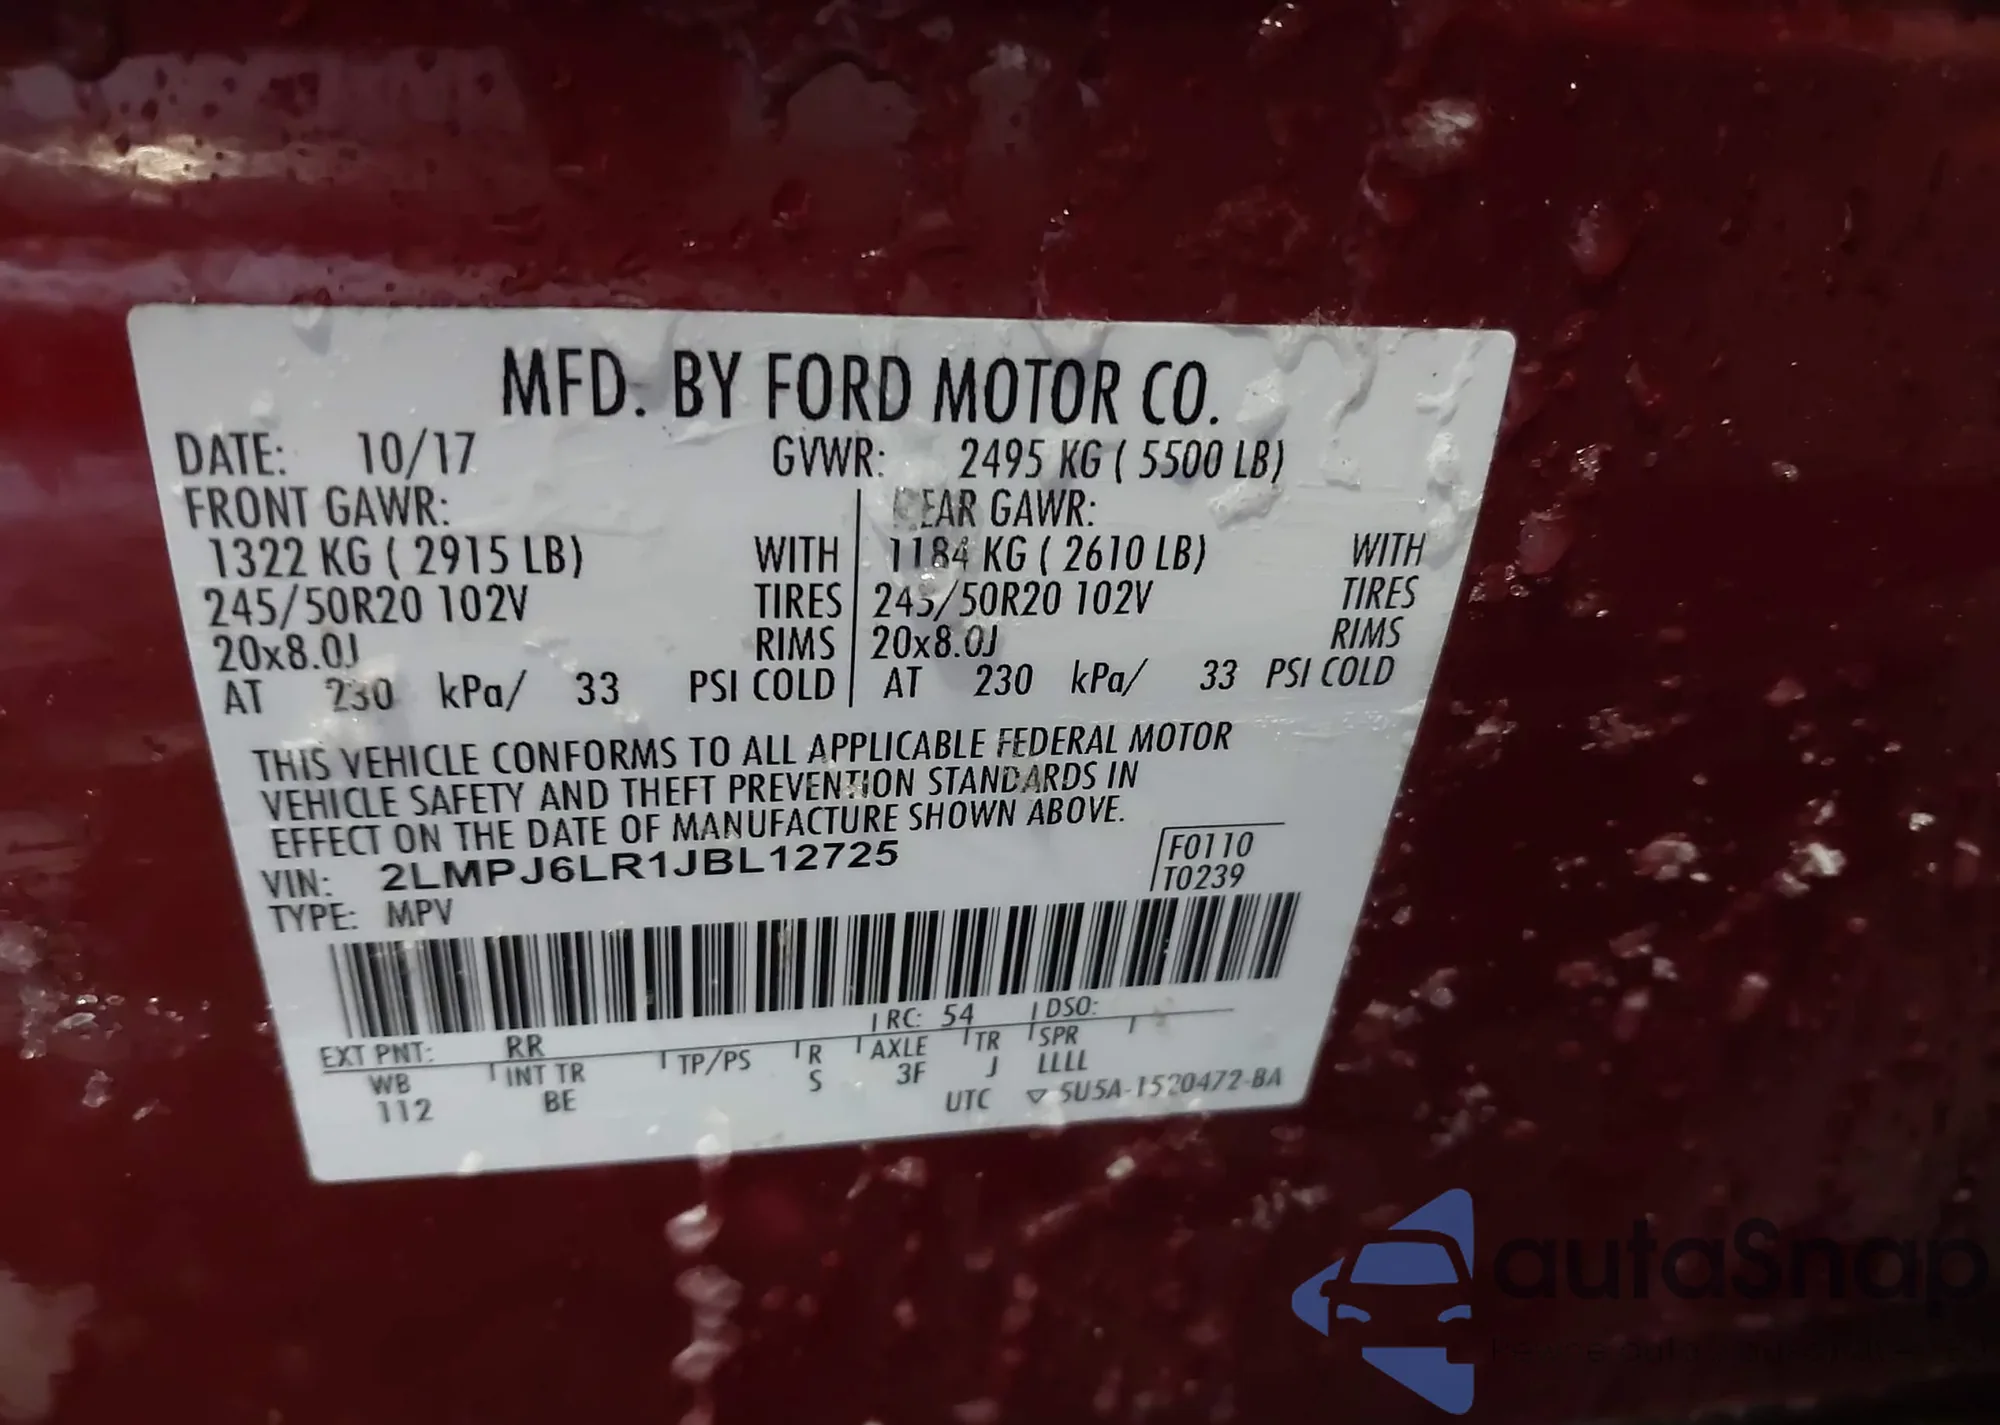 MFD. BY FORD MOTOR CO.
DATE: 10/17 GVWR: 2495 KG ( 5500 LB)
FRONT GAWR: REAR GAWR:
1322 KG ( 2915 LB) WITH 1184 KG ( 2610 LB) WITH
245/50R20 102V TIRES 245/50R20 102V TIRES
20x8.0J RIMS 20x8.0J RIMS
AT 230 kPa/ 33 PSI COLD AT 230 kPa/ 33 PSI COLD
THIS VEHICLE CONFORMS TO ALL APPLICABLE FEDERAL MOTOR
VEHICLE SAFETY AND THEFT PREVENTION STANDARDS IN
EFFECT ON THE DATE OF MANUFACTURE SHOWN ABOVE.
VIN: 2LMPJ6LR1JBL12725 F0110
TYPE: MPV T0239
EXT PNT: RR RC: 54 DSO:
WB INT TR TP/PS R AXLE TR SPR
112 BE S 3F J LLLL
UTC ▽ 5U5A-1520472-BA
autaSnap